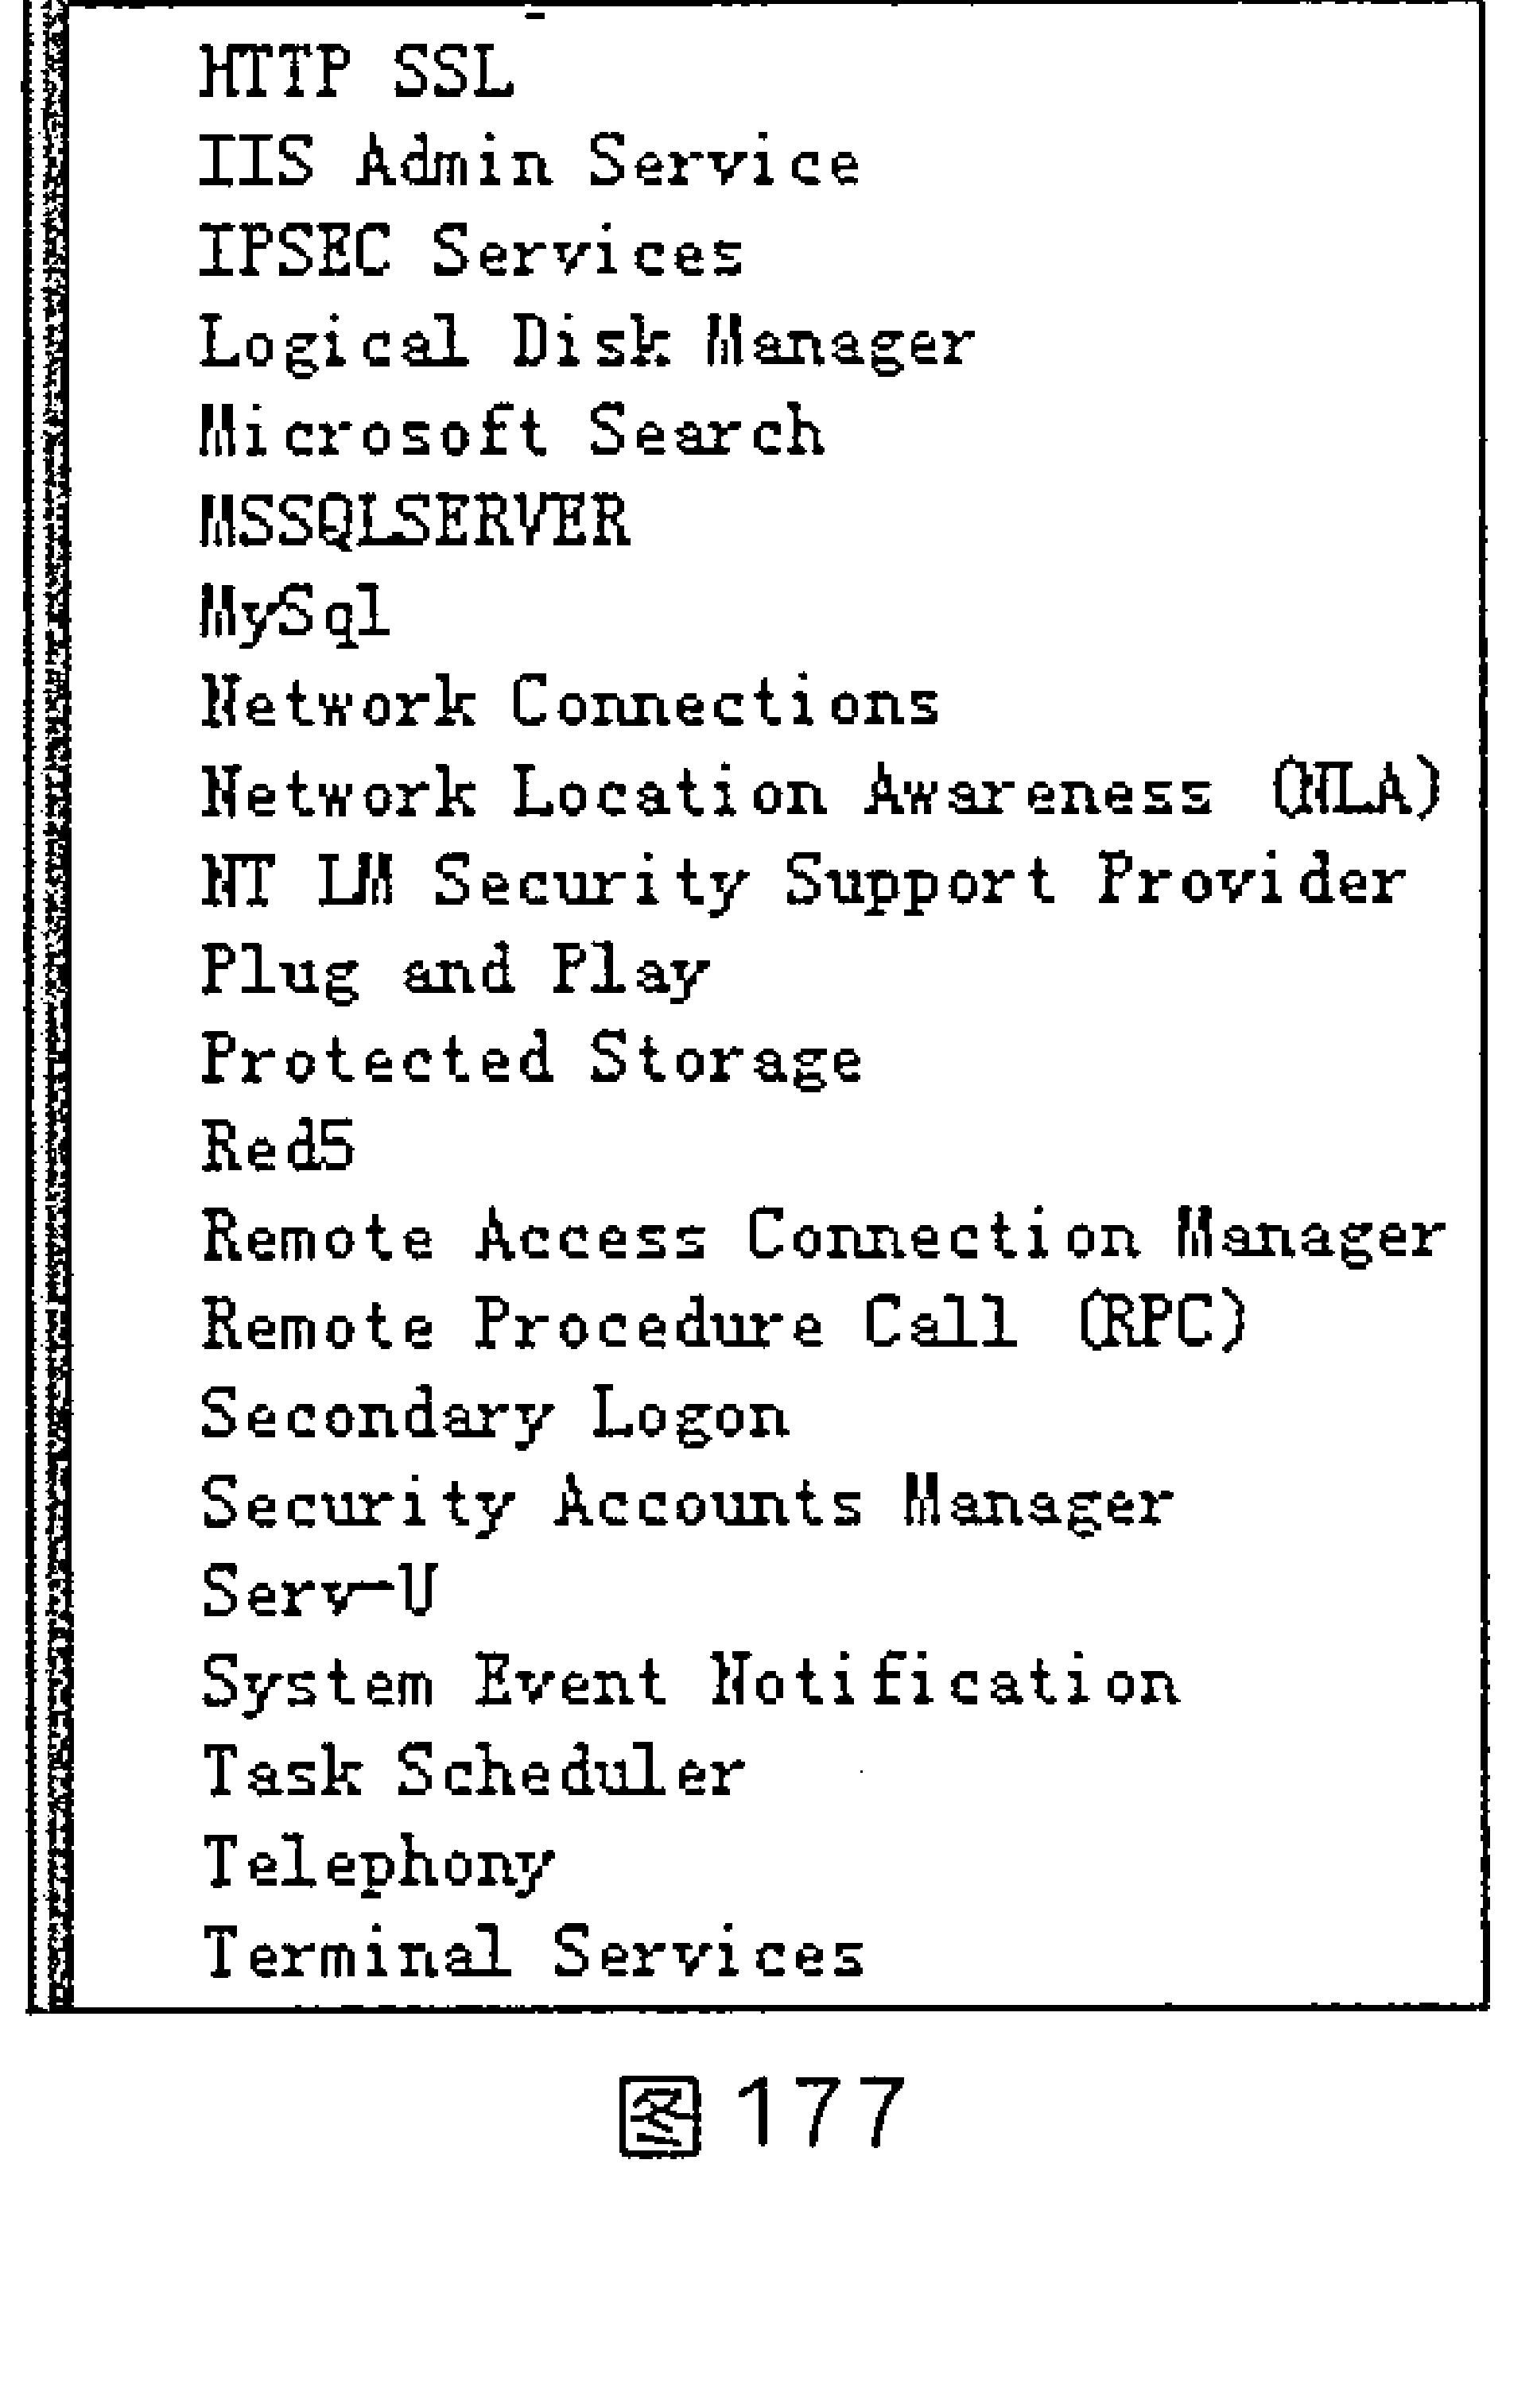 HTTP SSL
IIS Admin Service
IPSEC Services
Logical Disk Manager
Microsoft Search
MSSQLSERVER
MySql
Network Connections
Network Location Awareness (NLA)
NT LM Security Support Provider
Plug and Play
Protected Storage
Red5
Remote Access Connection Manager
Remote Procedure Call (RPC)
Secondary Logon
Security Accounts Manager
Serv-U
System Event Notification
Task Scheduler
Telephony
Terminal Services
图 177